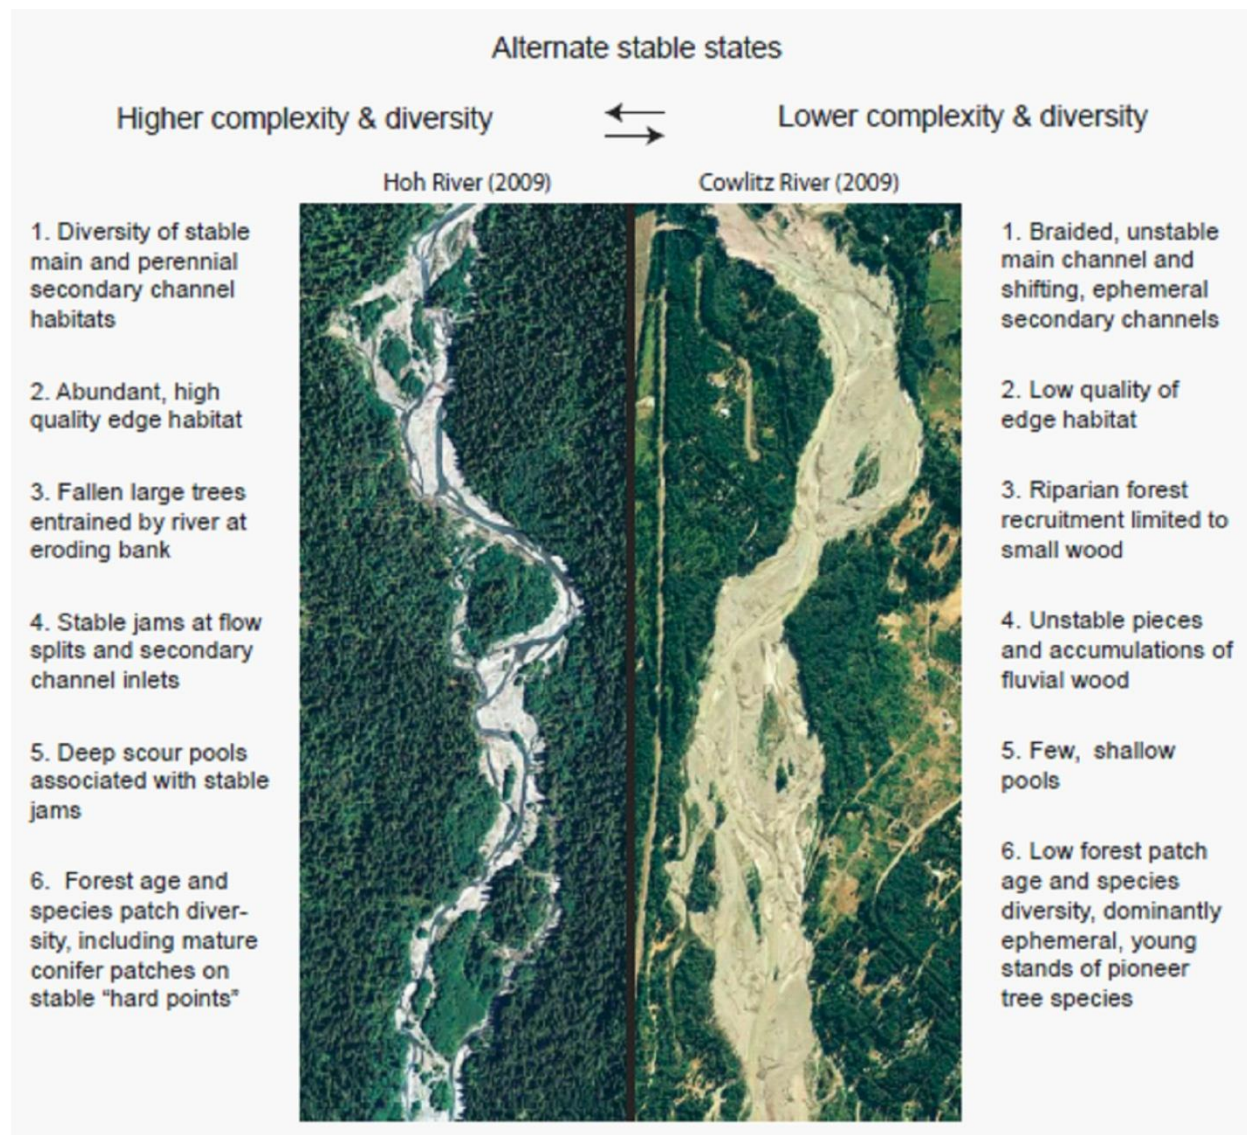 Alternate stable states
Higher complexity & diversity
Lower complexity & diversity
Hoh River (2009)
Cowlitz River (2009)
1. Diversity of stable
main and perennial
secondary channel
habitats
2. Abundant, high
quality edge habitat
3. Fallen large trees
entrained by river at
eroding bank
4. Stable jams at flow
splits and secondary
channel inlets
5. Deep scour pools
associated with stable
jams
6. Forest age and
species patch diver-
sity, including mature
conifer patches on
stable “hard points”
1. Braided, unstable
main channel and
shifting, ephemeral
secondary channels
2. Low quality of
edge habitat
3. Riparian forest
recruitment limited to
small wood
4. Unstable pieces
and accumulations of
fluvial wood
5. Few, shallow
pools
6. Low forest patch
age and species
diversity, dominantly
ephemeral, young
stands of pioneer
tree species